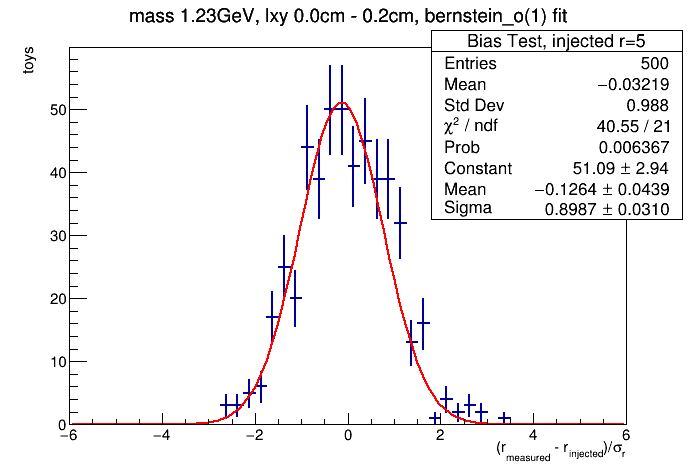 mass 1.23GeV, lxy 0.0cm - 0.2cm, bernstein_o(1) fit
toys
Bias Test, injected r=5
Entries 500
Mean −0.03219
Std Dev 0.988
χ² / ndf 40.55 / 21
Prob 0.006367
Constant 51.09 ± 2.94
Mean −0.1264 ± 0.0439
Sigma 0.8987 ± 0.0310
50
40
30
20
10
0
−6 −4 −2 0 2 4 6
(r_measured - r_injected)/σ_r